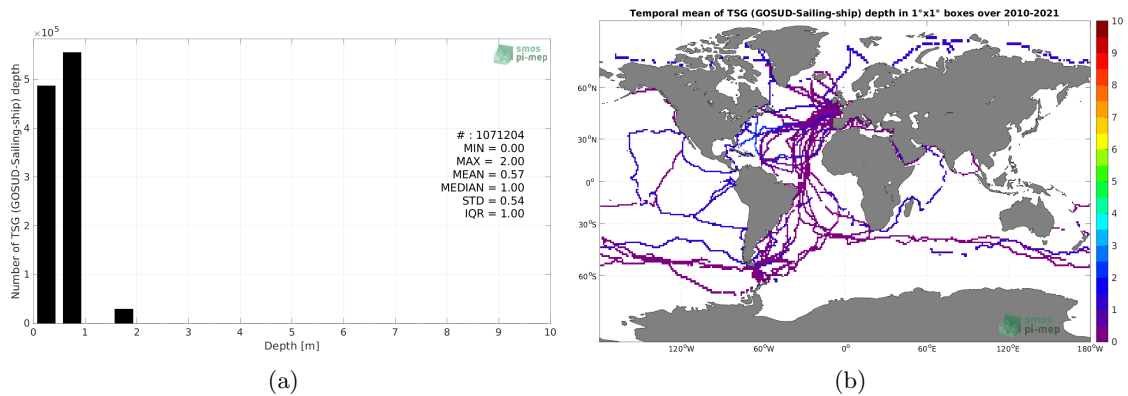 ×10⁵
5
4
3
2
1
0
Number of TSG (GOSUD-Sailing-ship) depth
smos
pi-mep
# : 1071204
MIN = 0.00
MAX = 2.00
MEAN = 0.57
MEDIAN = 1.00
STD = 0.54
IQR = 1.00
0 1 2 3 4 5 6 7 8 9 10
Depth [m]
(a)
Temporal mean of TSG (GOSUD-Sailing-ship) depth in 1°x1° boxes over 2010-2021
60°N
30°N
0°
30°S
60°S
120°W 60°W 0° 60°E 120°E 180°W
smos
pi-mep
10
9
8
7
6
5
4
3
2
1
0
(b)